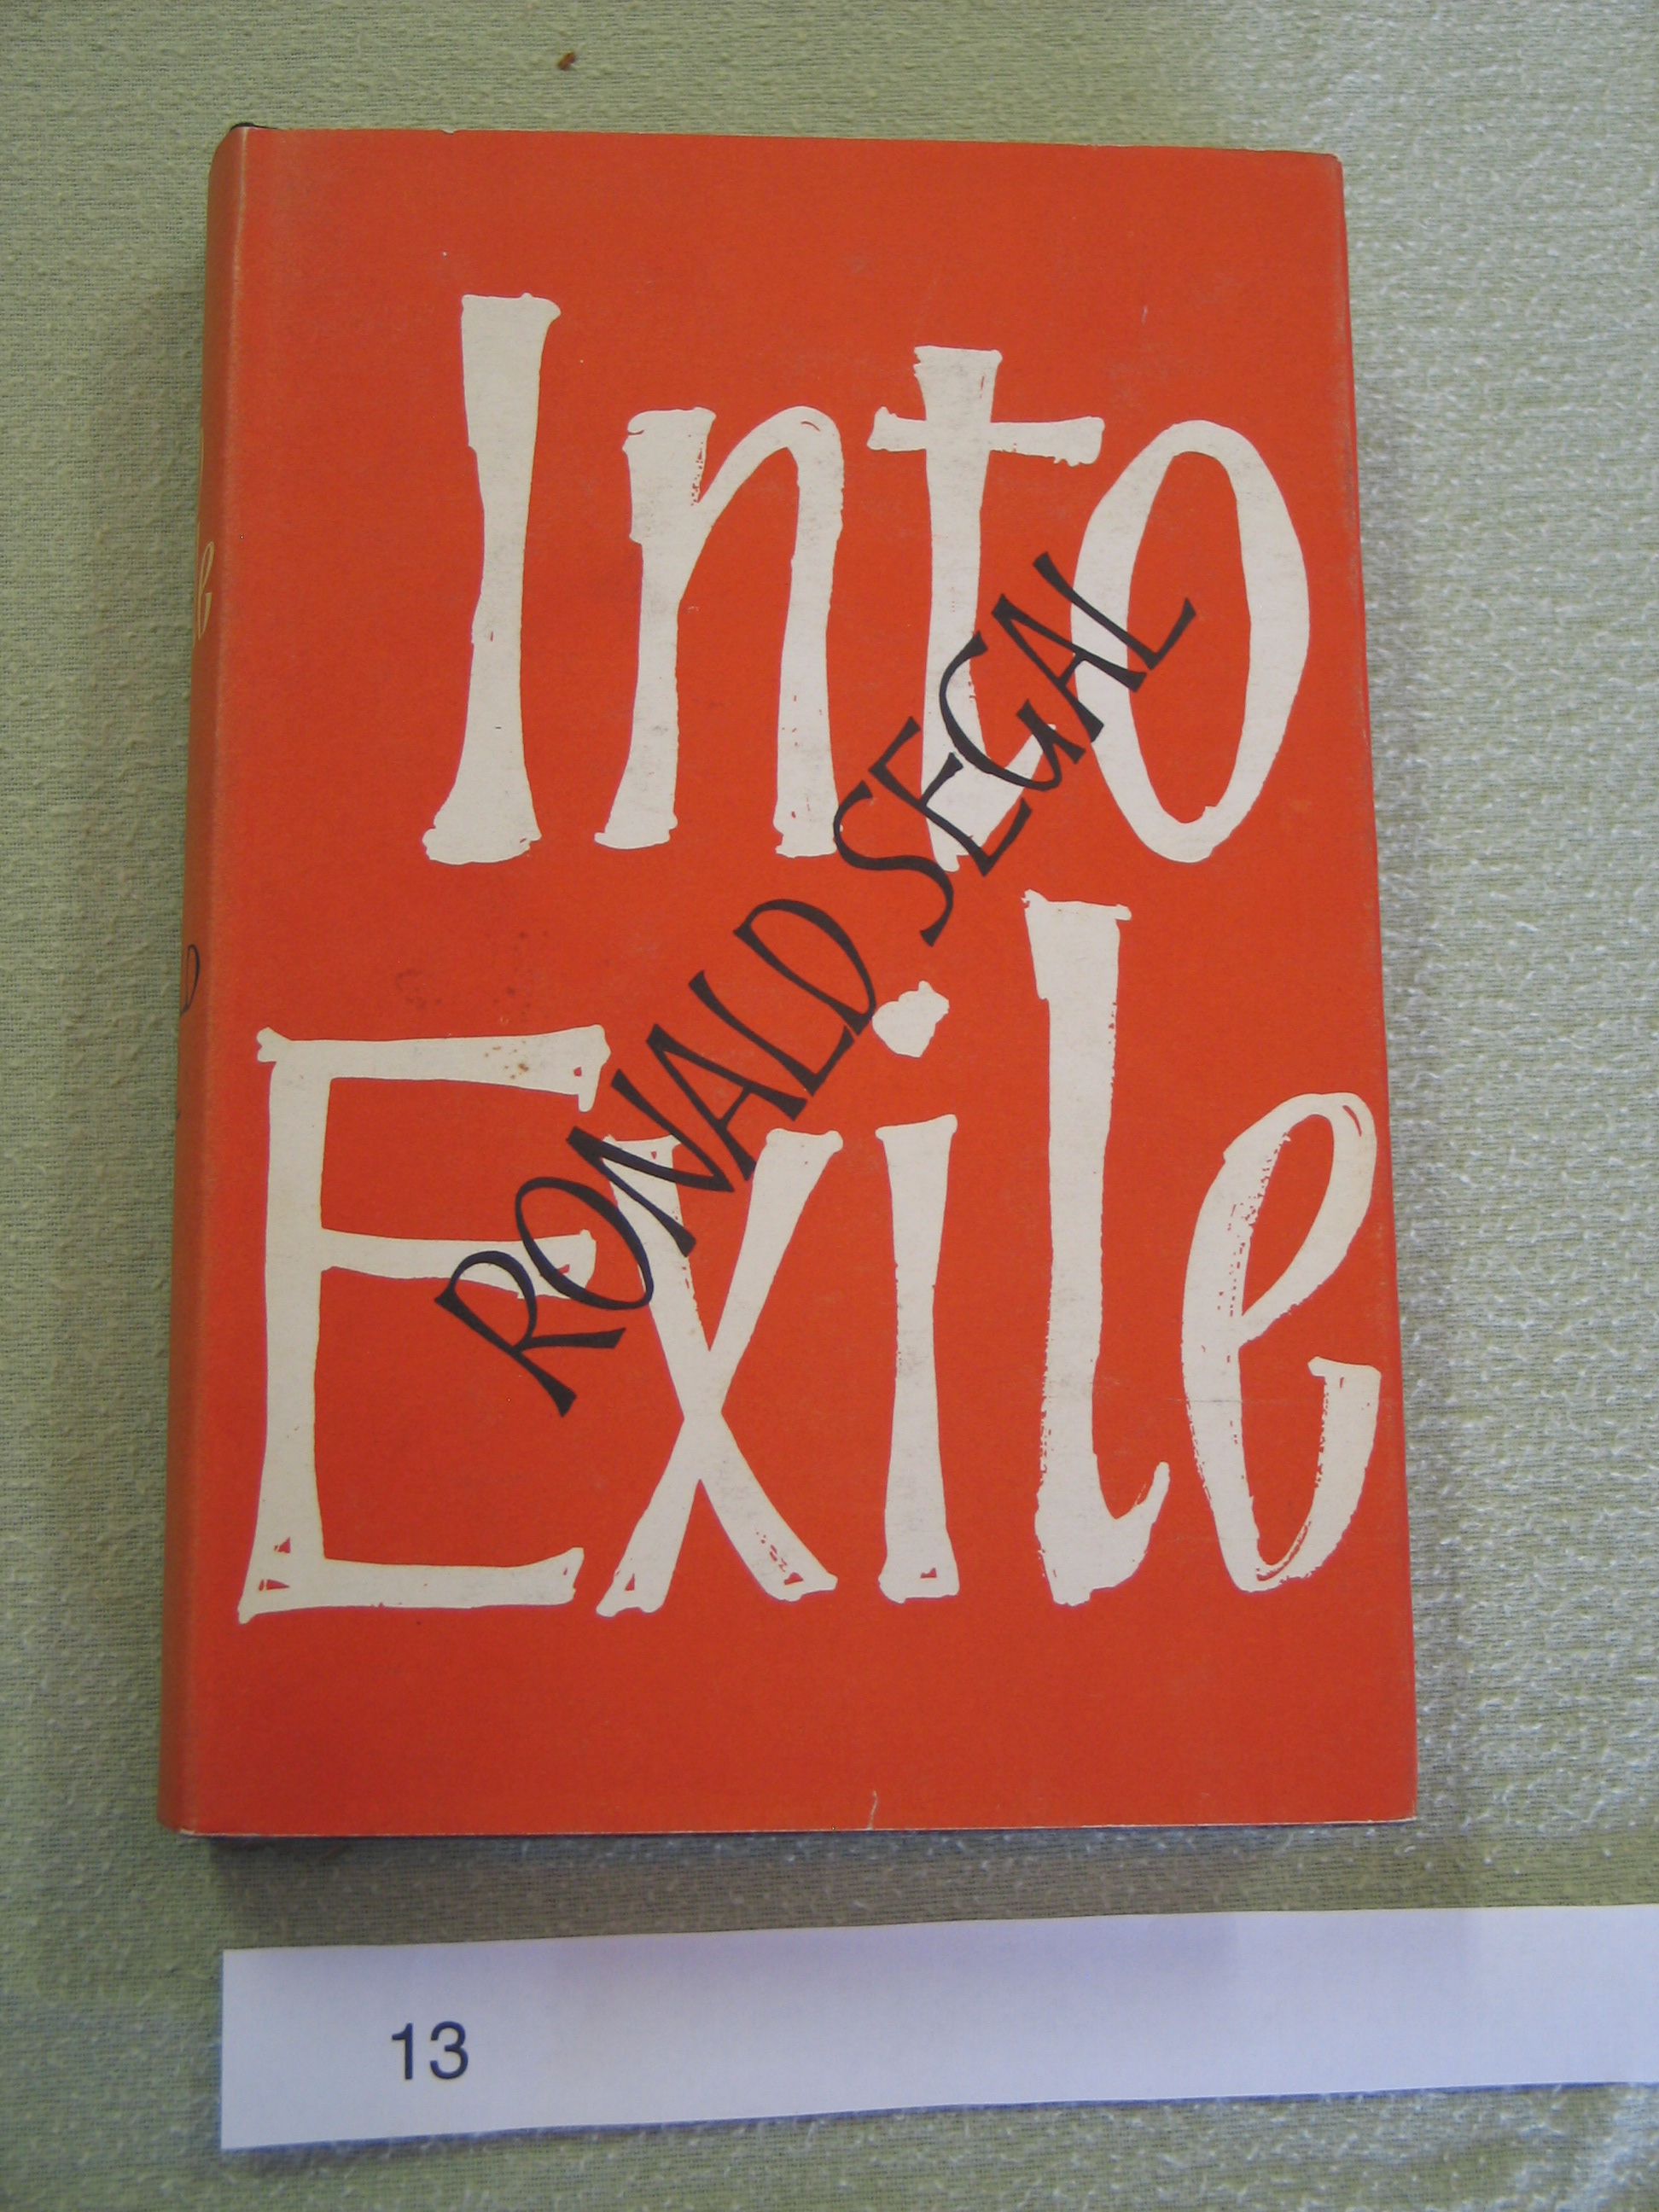 Into
Exile
RONALD SEGAL
13